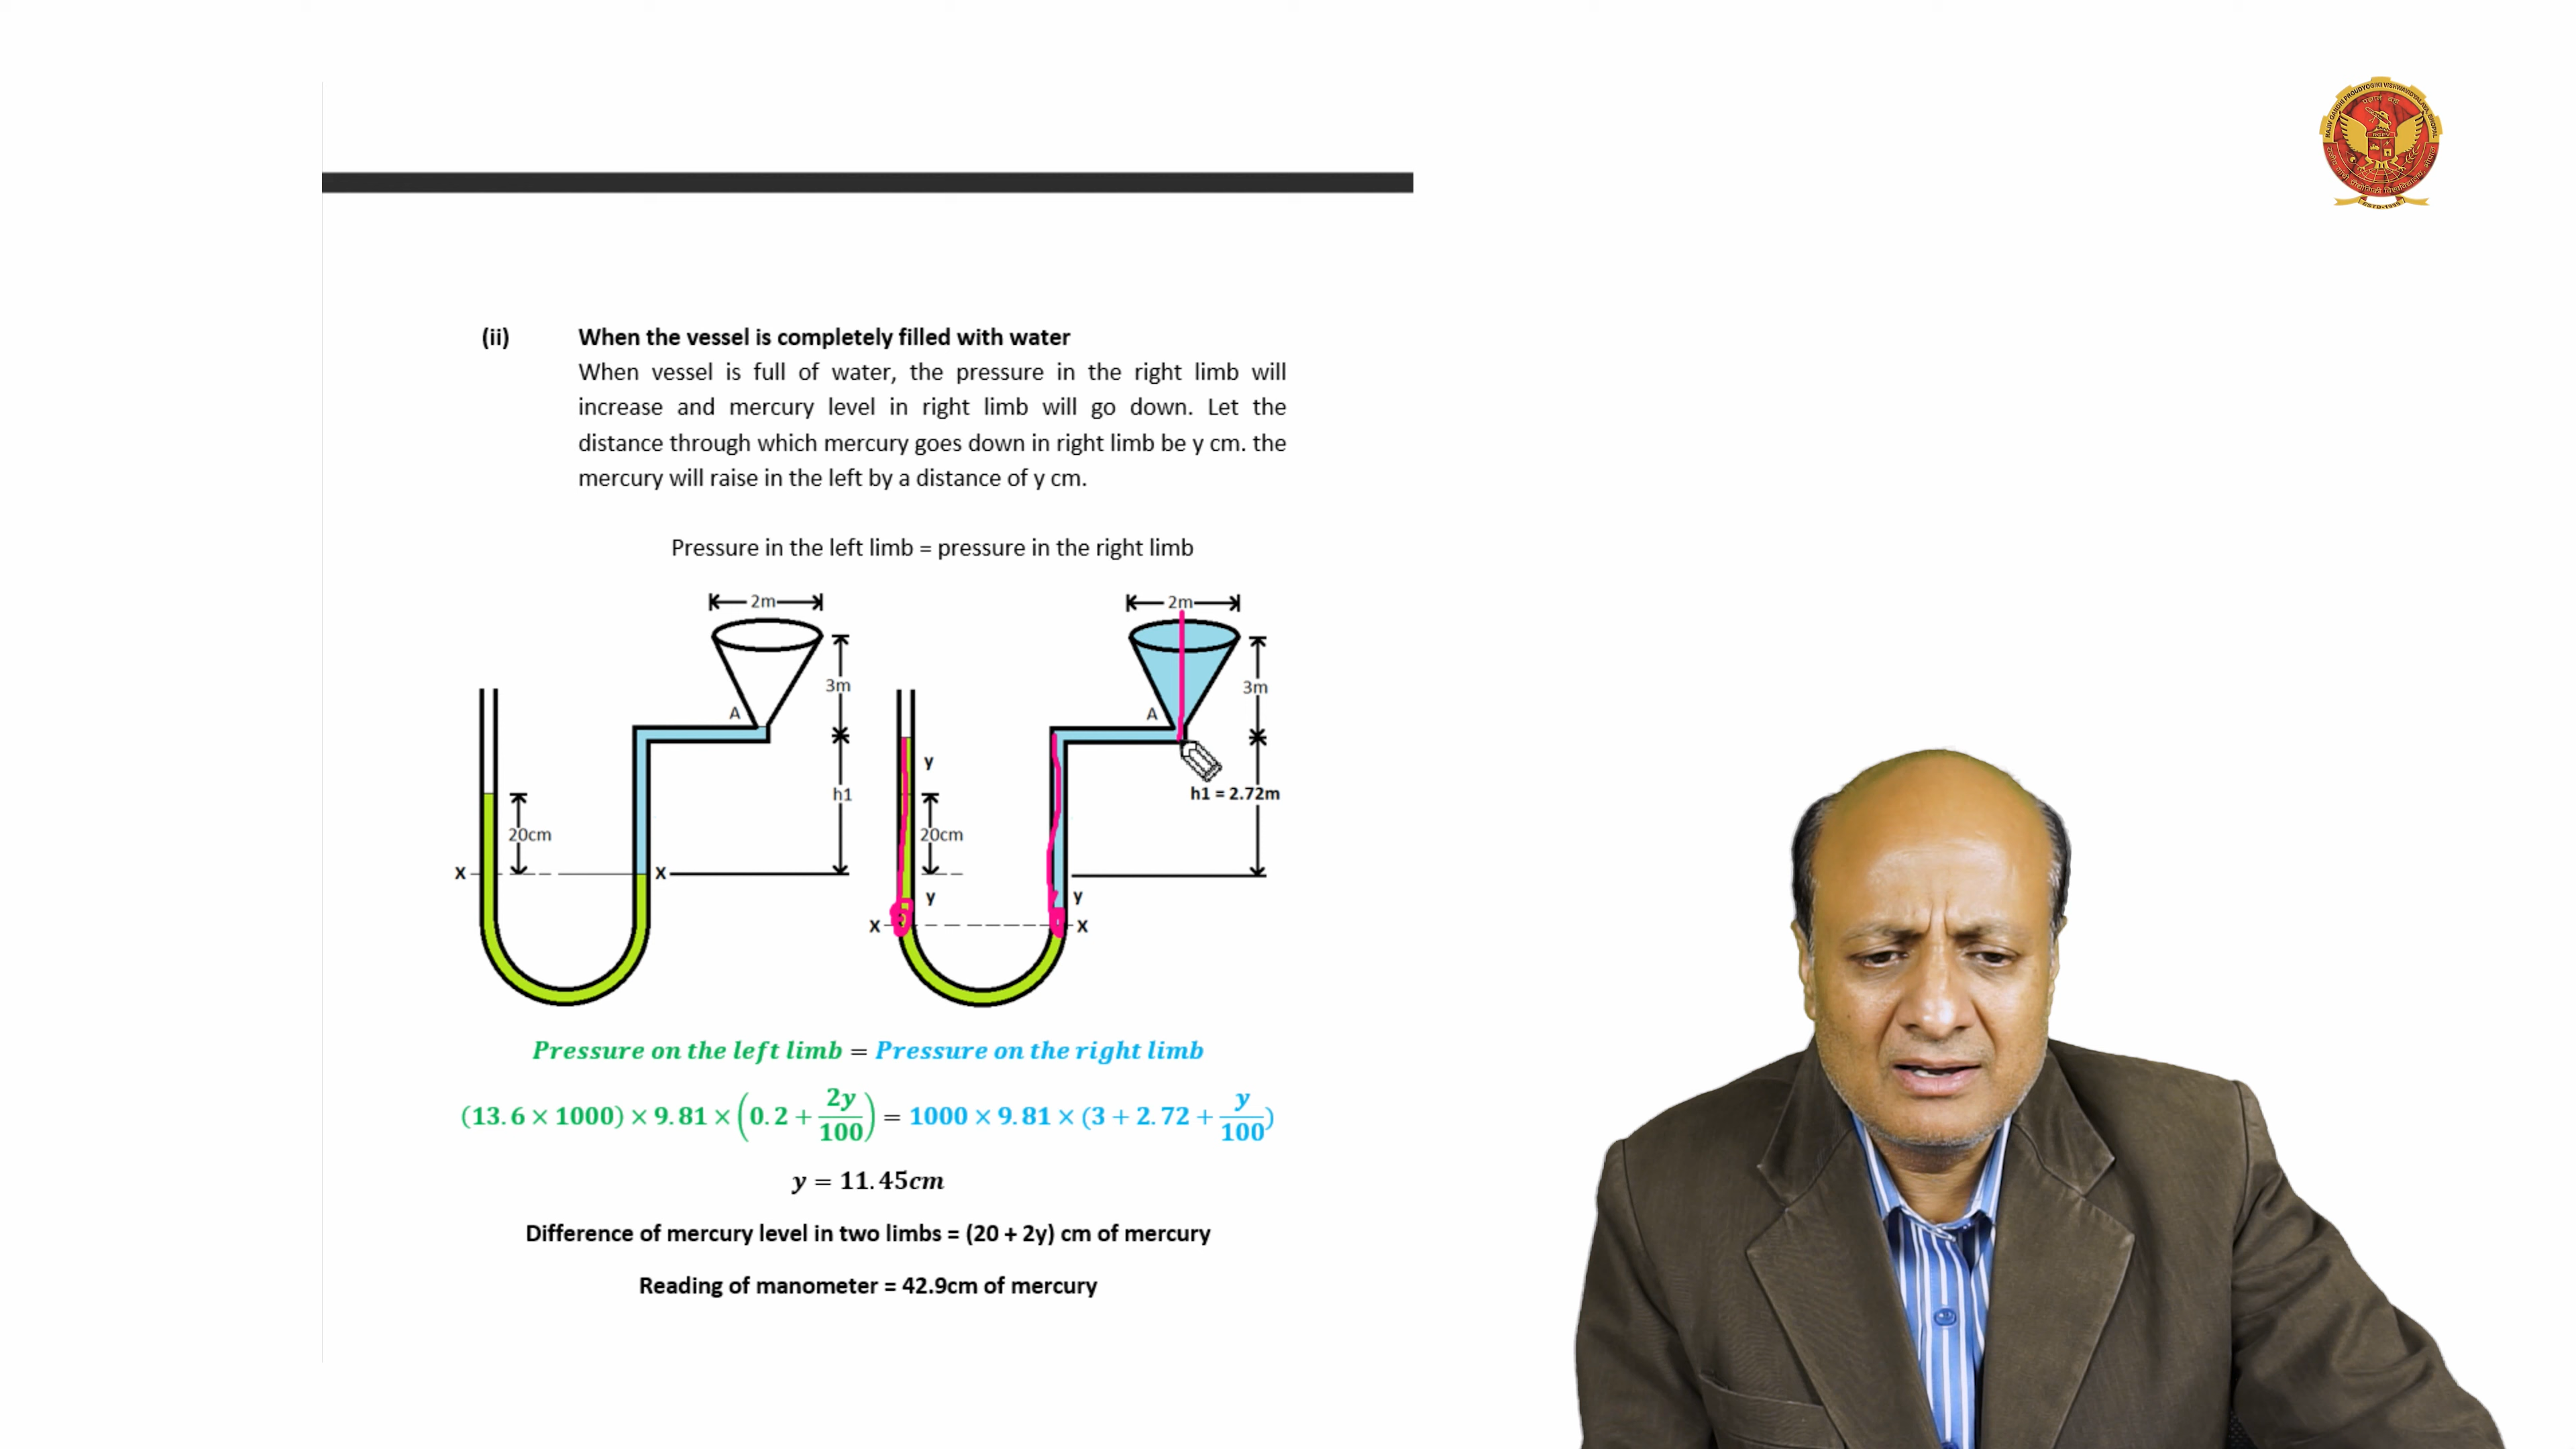 (ii) When the vessel is completely filled with water
When vessel is full of water, the pressure in the right limb will
increase and mercury level in right limb will go down. Let the
distance through which mercury goes down in right limb be y cm. the
mercury will raise in the left by a distance of y cm.
Pressure in the left limb = pressure in the right limb
2m
3m
A
h1
20cm
X
X
2m
3m
A
y
h1 = 2.72m
20cm
y
y
X
X
Pressure on the left limb = Pressure on the right limb
(13.6 × 1000) × 9.81 × (0.2 + 2y/100) = 1000 × 9.81 × (3 + 2.72 + y/100)
y = 11.45cm
Difference of mercury level in two limbs = (20 + 2y) cm of mercury
Reading of manometer = 42.9cm of mercury
RAJIV GANDHI PROUDYOGIKI VISHWAVIDYALAYA, BHOPAL